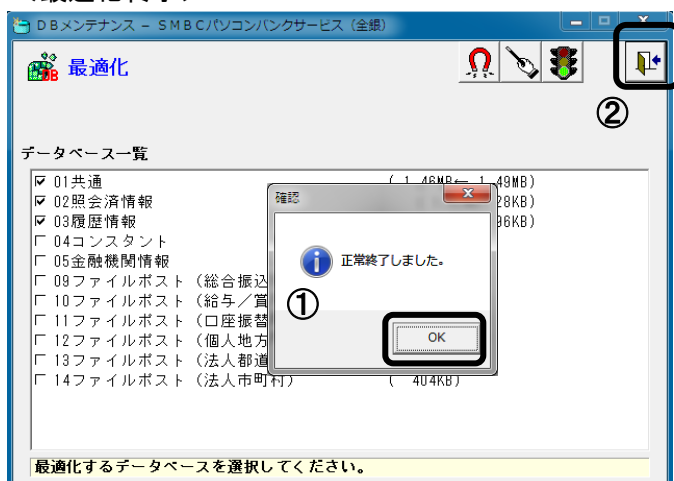 DBメンテナンス － SMBCパソコンバンクサービス（全銀）
最適化
②
データベース一覧
01共通 ( 1.46MB← 1.49MB)
02照会済情報 28KB)
03履歴情報 96KB)
04コンスタント
05金融機関情報
09ファイルポスト（総合振込
10ファイルポスト（給与／賞
11ファイルポスト（口座振替
12ファイルポスト（個人地方
13ファイルポスト（法人都道
14ファイルポスト（法人市町村） ( 404KB)
確認
正常終了しました。
①
OK
最適化するデータベースを選択してください。